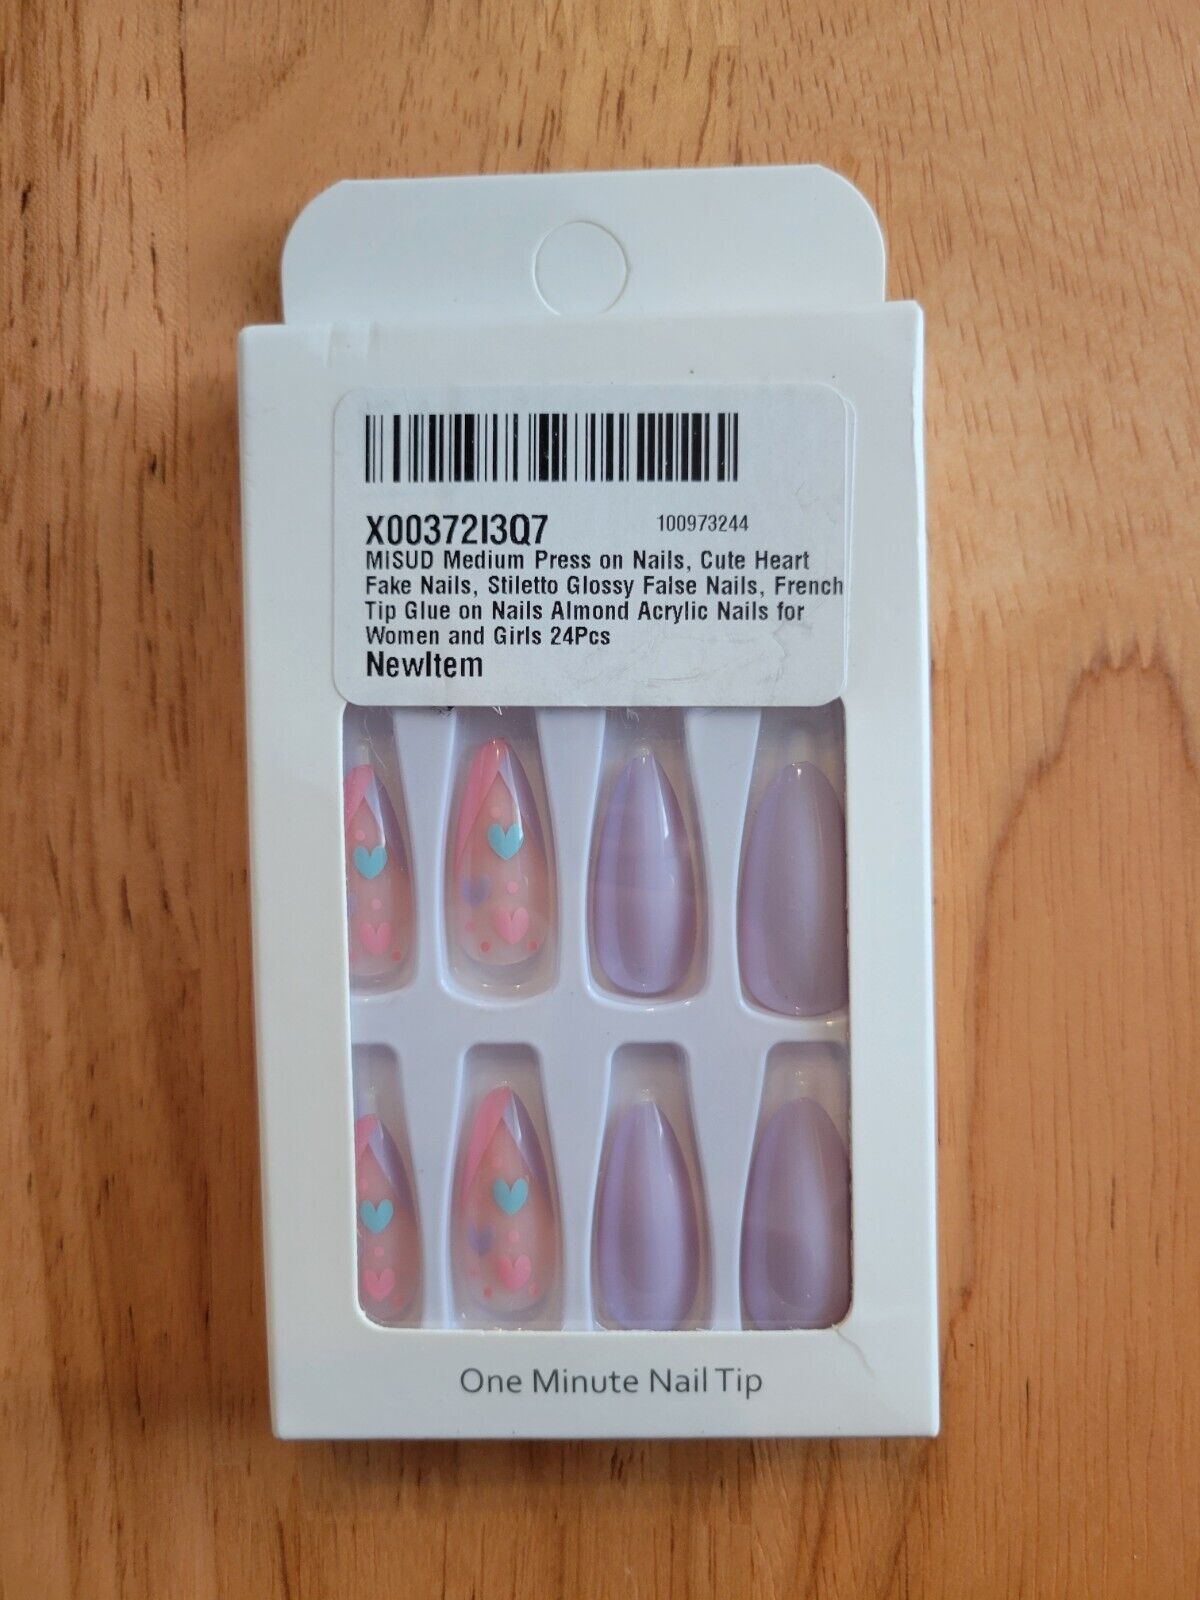 X00372I3Q7 100973244
MISUD Medium Press on Nails, Cute Heart
Fake Nails, Stiletto Glossy False Nails, French
Tip Glue on Nails Almond Acrylic Nails for
Women and Girls 24Pcs
NewItem
One Minute Nail Tip